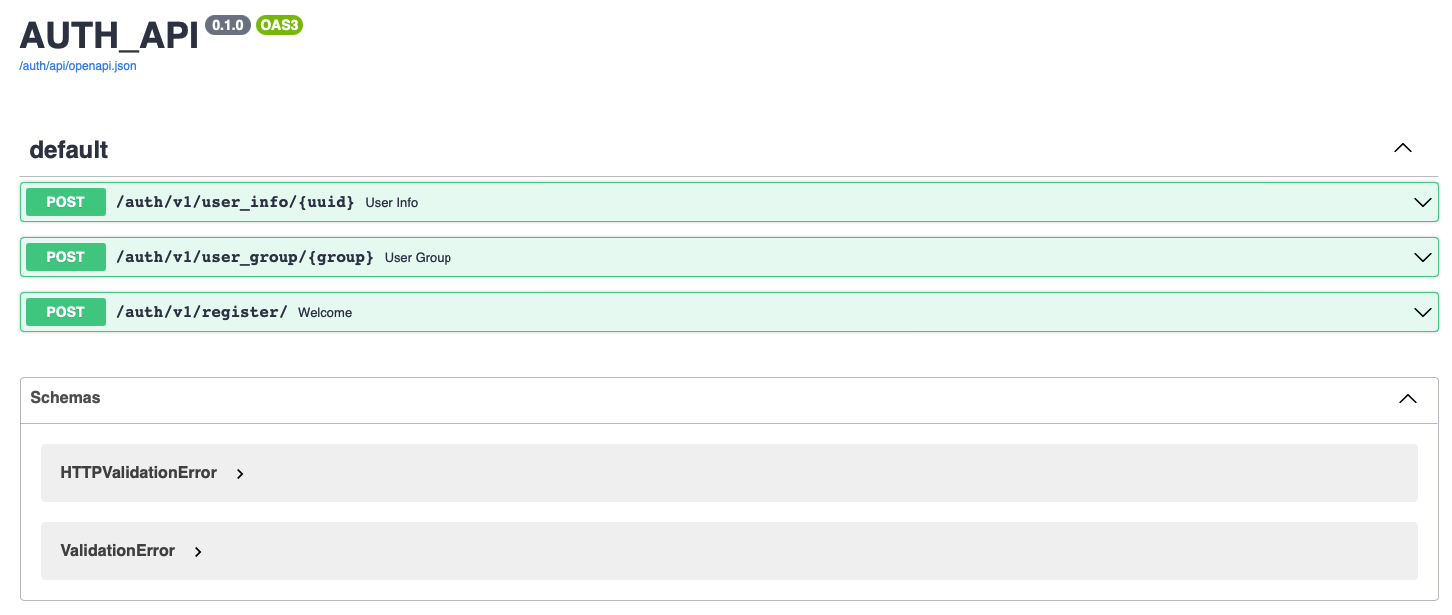 AUTH_API 0.1.0 OAS3
/auth/api/openapi.json
default
POST /auth/v1/user_info/{uuid} User Info
POST /auth/v1/user_group/{group} User Group
POST /auth/v1/register/ Welcome
Schemas
HTTPValidationError
ValidationError